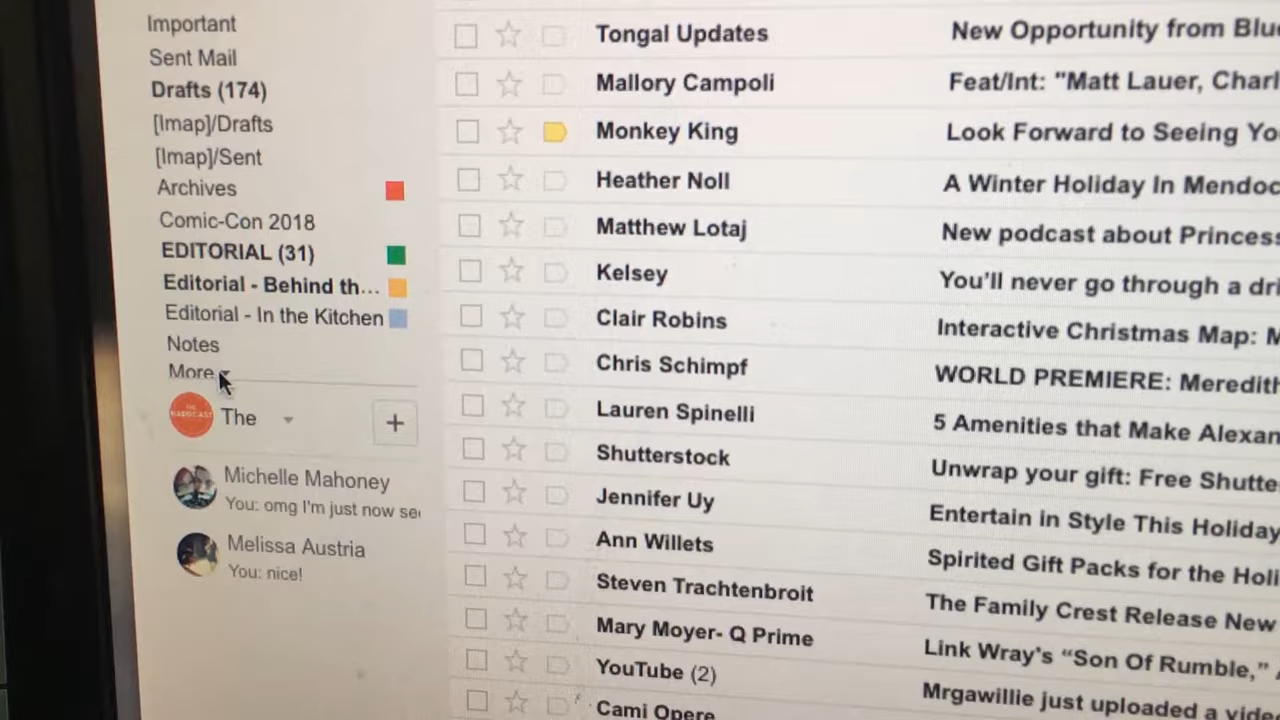 Important
Sent Mail
Drafts (174)
[Imap]/Drafts
[Imap]/Sent
Archives
Comic-Con 2018
EDITORIAL (31)
Editorial - Behind th...
Editorial - In the Kitchen
Notes
More
The
+
Michelle Mahoney
You: omg I'm just now se
Melissa Austria
You: nice!
Tongal Updates New Opportunity from Blu
Mallory Campoli Feat/Int: "Matt Lauer, Charl
Monkey King Look Forward to Seeing Yo
Heather Noll A Winter Holiday In Mendoc
Matthew Lotaj New podcast about Princess
Kelsey You'll never go through a dri
Clair Robins Interactive Christmas Map: M
Chris Schimpf WORLD PREMIERE: Meredith
Lauren Spinelli 5 Amenities that Make Alexan
Shutterstock Unwrap your gift: Free Shutte
Jennifer Uy Entertain in Style This Holiday
Ann Willets Spirited Gift Packs for the Holi
Steven Trachtenbroit The Family Crest Release New
Mary Moyer- Q Prime Link Wray's “Son Of Rumble,”
YouTube (2) Mrgawillie just uploaded a vide
Cami Opere